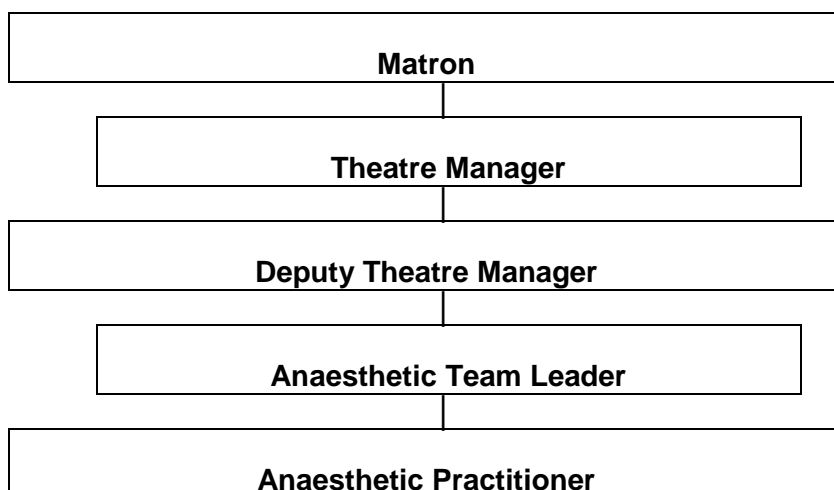 Matron
Theatre Manager
Deputy Theatre Manager
Anaesthetic Team Leader
Anaesthetic Practitioner